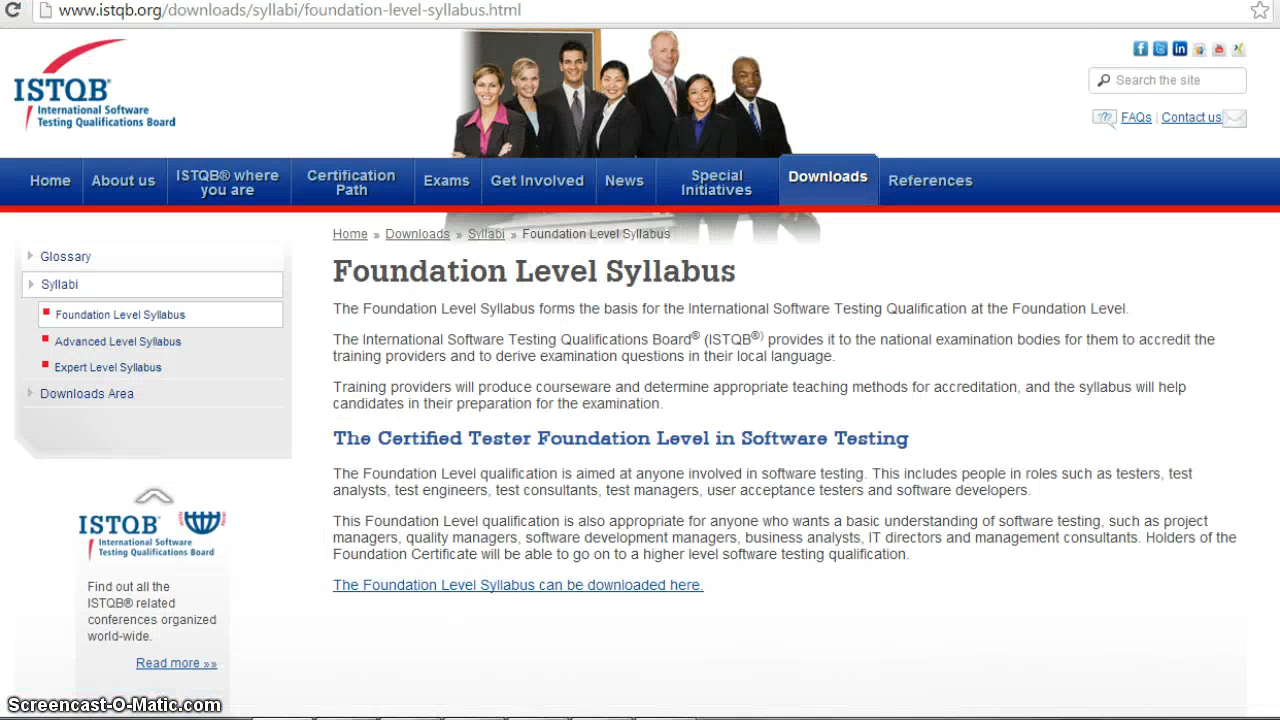 www.istqb.org/downloads/syllabi/foundation-level-syllabus.html
ISTQB®
International Software
Testing Qualifications Board
Search the site
FAQs | Contact us
Home
About us
ISTQB® where
you are
Certification
Path
Exams
Get Involved
News
Special
Initiatives
Downloads
References
Home » Downloads » Syllabi » Foundation Level Syllabus
Glossary
Syllabi
Foundation Level Syllabus
Advanced Level Syllabus
Expert Level Syllabus
Downloads Area
Foundation Level Syllabus
The Foundation Level Syllabus forms the basis for the International Software Testing Qualification at the Foundation Level.
The International Software Testing Qualifications Board® (ISTQB®) provides it to the national examination bodies for them to accredit the
training providers and to derive examination questions in their local language.
Training providers will produce courseware and determine appropriate teaching methods for accreditation, and the syllabus will help
candidates in their preparation for the examination.
The Certified Tester Foundation Level in Software Testing
The Foundation Level qualification is aimed at anyone involved in software testing. This includes people in roles such as testers, test
analysts, test engineers, test consultants, test managers, user acceptance testers and software developers.
This Foundation Level qualification is also appropriate for anyone who wants a basic understanding of software testing, such as project
managers, quality managers, software development managers, business analysts, IT directors and management consultants. Holders of the
Foundation Certificate will be able to go on to a higher level software testing qualification.
The Foundation Level Syllabus can be downloaded here.
ISTQB®
International Software
Testing Qualifications Board
Find out all the
ISTQB® related
conferences organized
world-wide.
Read more »»
Screencast-O-Matic.com